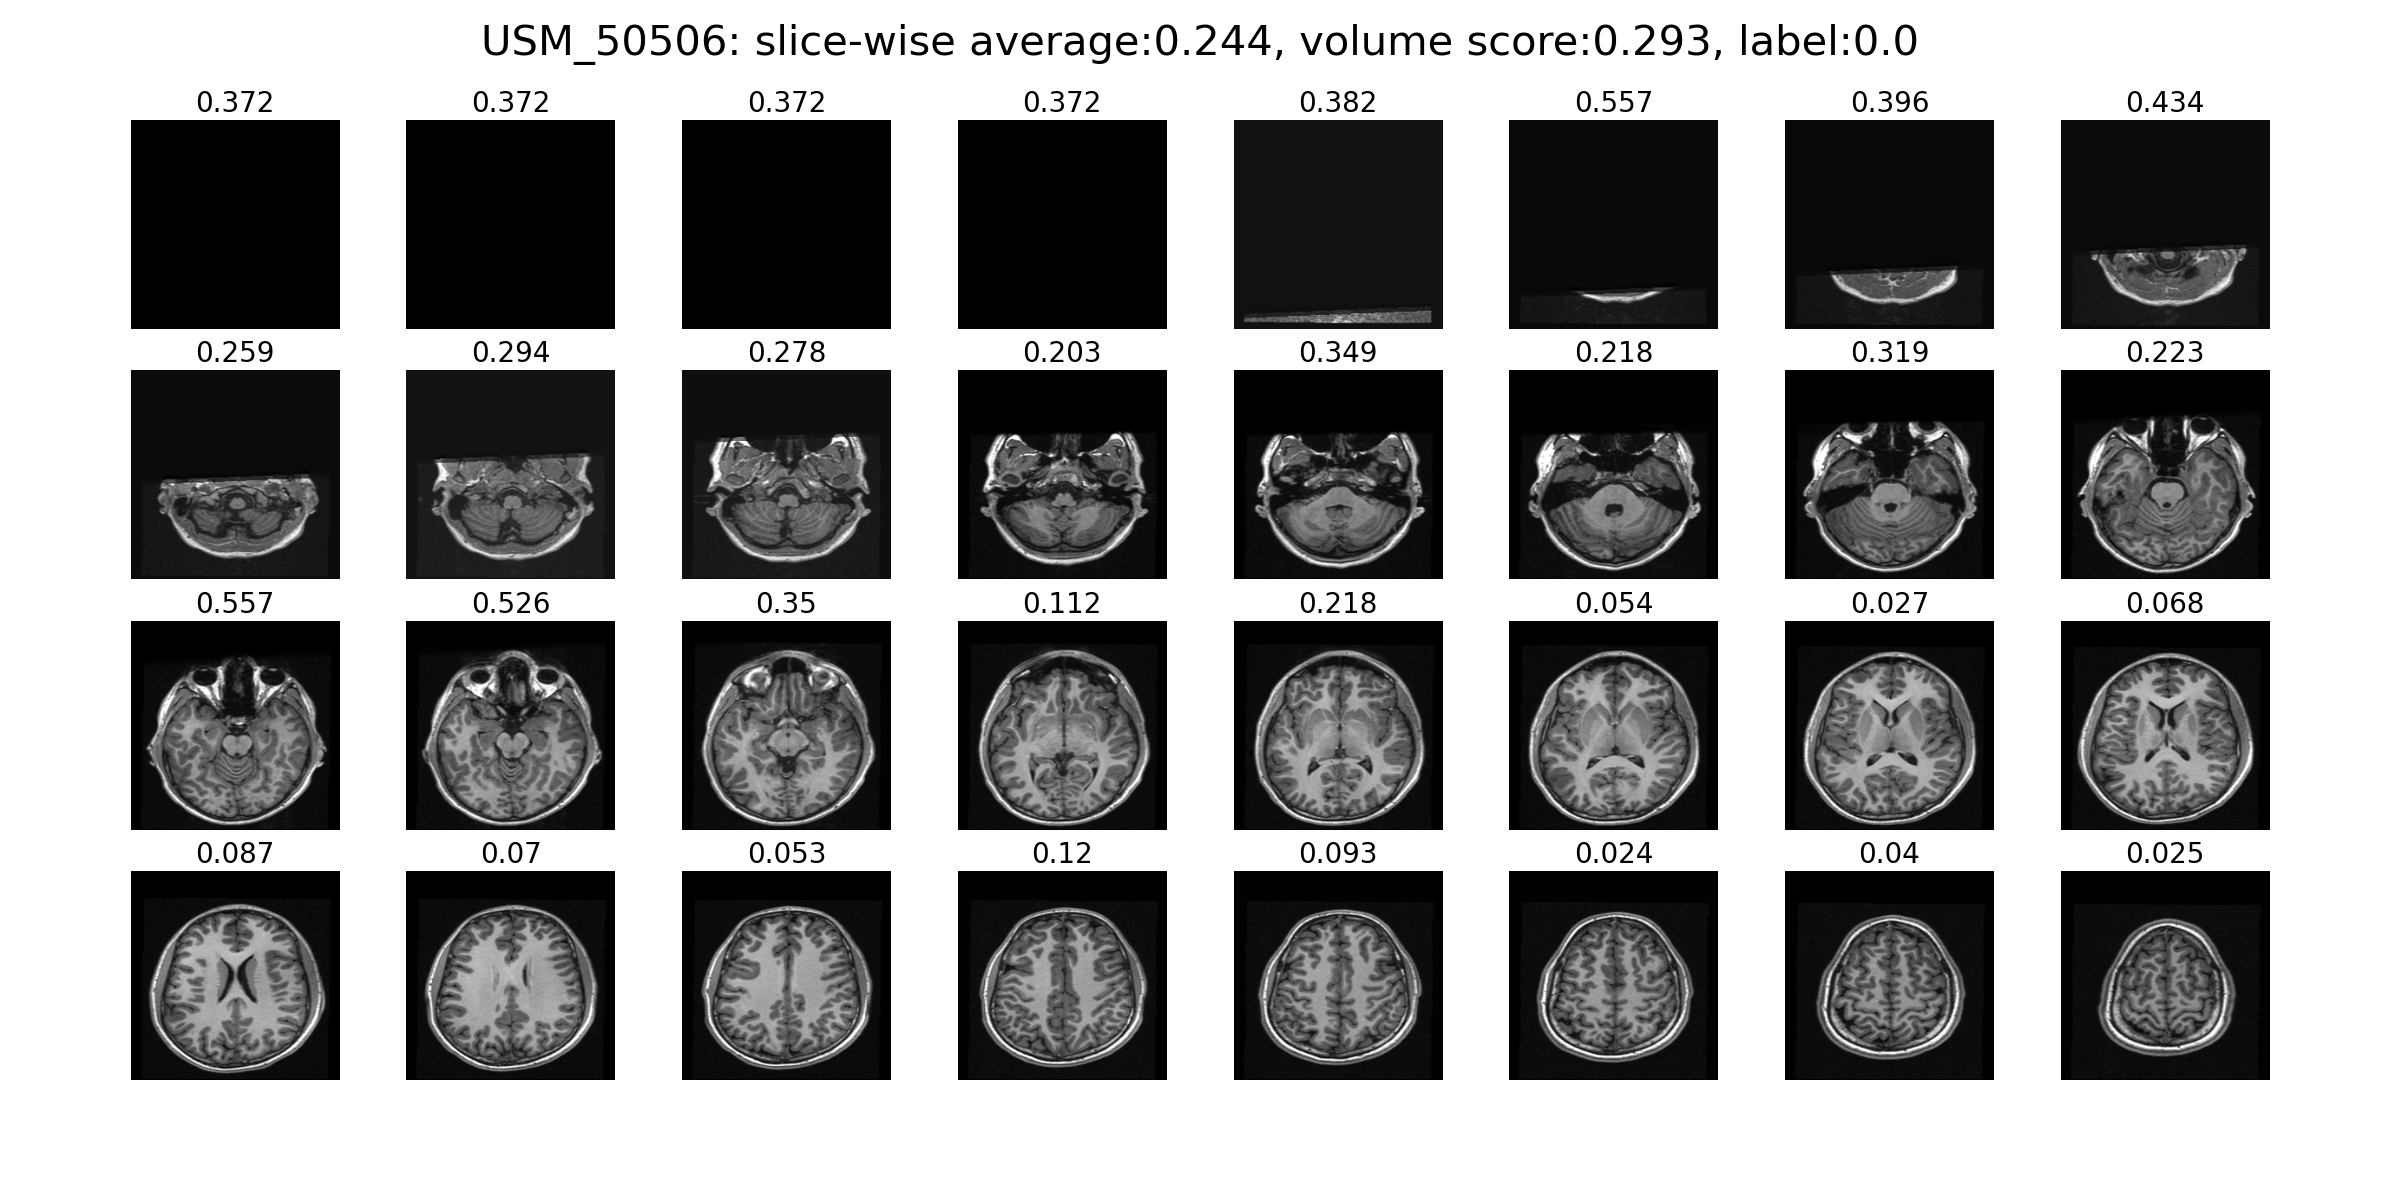 USM_50506: slice-wise average:0.244, volume score:0.293, label:0.0
0.372 0.372 0.372 0.372 0.382 0.557 0.396 0.434
0.259 0.294 0.278 0.203 0.349 0.218 0.319 0.223
0.557 0.526 0.35 0.112 0.218 0.054 0.027 0.068
0.087 0.07 0.053 0.12 0.093 0.024 0.04 0.025